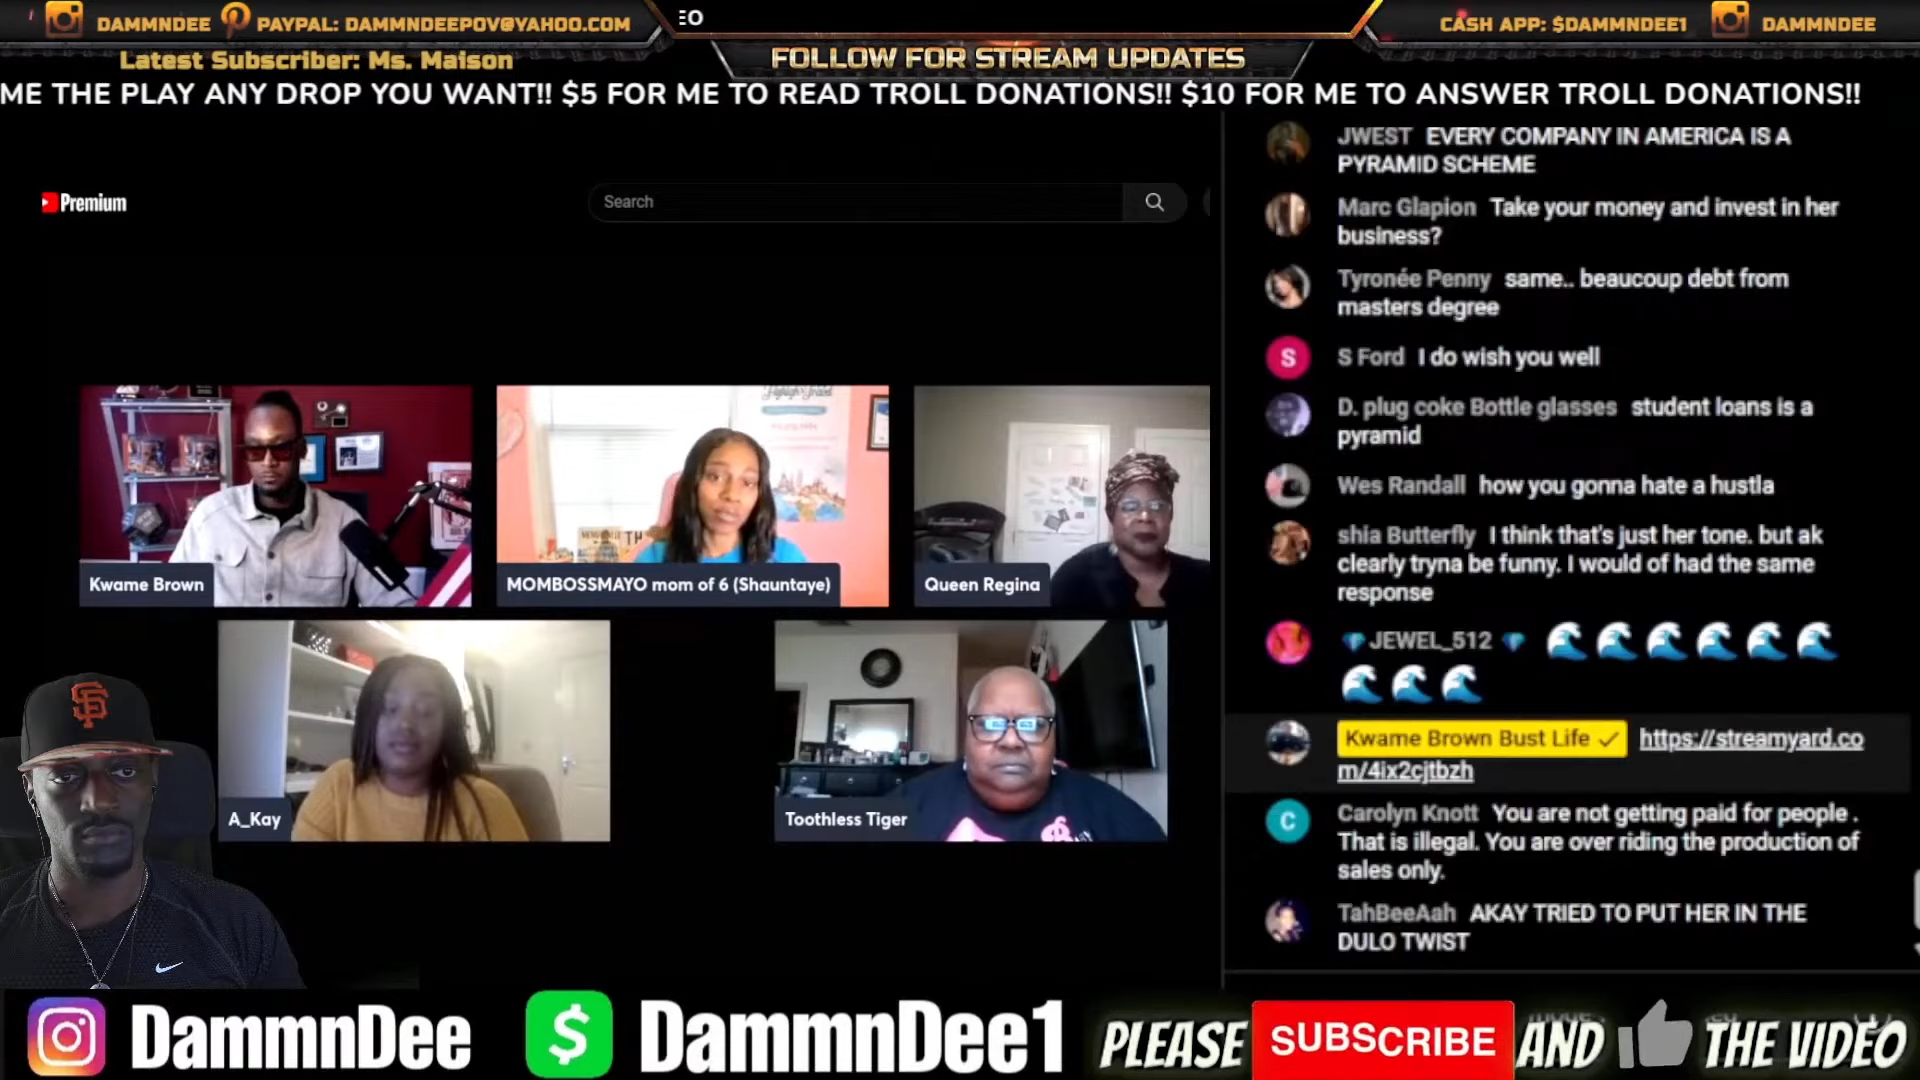 DAMMNDEE PAYPAL: DAMMNDEEPOV@YAHOO.COM
EO
CASH APP: $DAMMNDEE1 DAMMNDEE
Latest Subscriber: Ms. Maison
FOLLOW FOR STREAM UPDATES
ME THE PLAY ANY DROP YOU WANT!! $5 FOR ME TO READ TROLL DONATIONS!! $10 FOR ME TO ANSWER TROLL DONATIONS!!
Premium
Search
Kwame Brown
MOMBOSSMAYO mom of 6 (Shauntaye)
Queen Regina
A_Kay
Toothless Tiger
SF
JWEST EVERY COMPANY IN AMERICA IS A
PYRAMID SCHEME
Marc Glapion Take your money and invest in her
business?
Tyronée Penny same.. beaucoup debt from
masters degree
S
S Ford I do wish you well
D. plug coke Bottle glasses student loans is a
pyramid
Wes Randall how you gonna hate a hustla
shia Butterfly I think that's just her tone. but ak
clearly tryna be funny. I would of had the same
response
JEWEL_512
Kwame Brown Bust Life https://streamyard.co
m/4ix2cjtbzh
C
Carolyn Knott You are not getting paid for people .
That is illegal. You are over riding the production of
sales only.
TahBeeAah AKAY TRIED TO PUT HER IN THE
DULO TWIST
DammnDee
$ DammnDee1
PLEASE SUBSCRIBE AND THE VIDEO